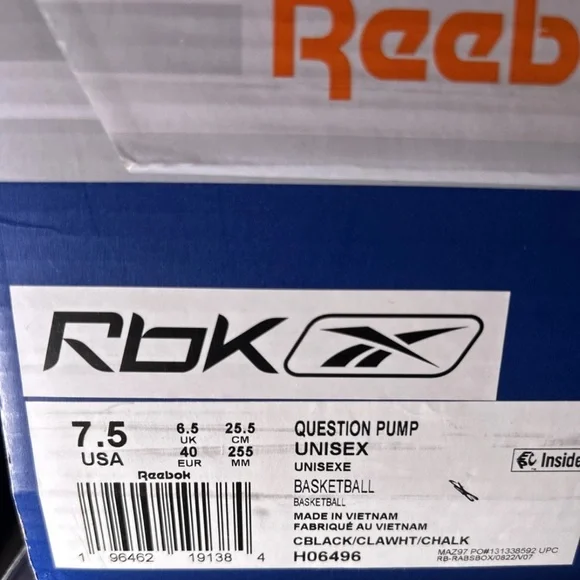 Reeb
Rbk
7.5 6.5 25.5
USA UK CM
40 255
EUR MM
QUESTION PUMP
UNISEX
UNISEXE
BASKETBALL
BASKETBALL
Inside
MADE IN VIETNAM
FABRIQUÉ AU VIETNAM
CBLACK/CLAWHT/CHALK
H06496
Reebok
1 96462 19138 4
MAZ97 PO#131338592 UPC
RB-RABSBOX/0822/V07